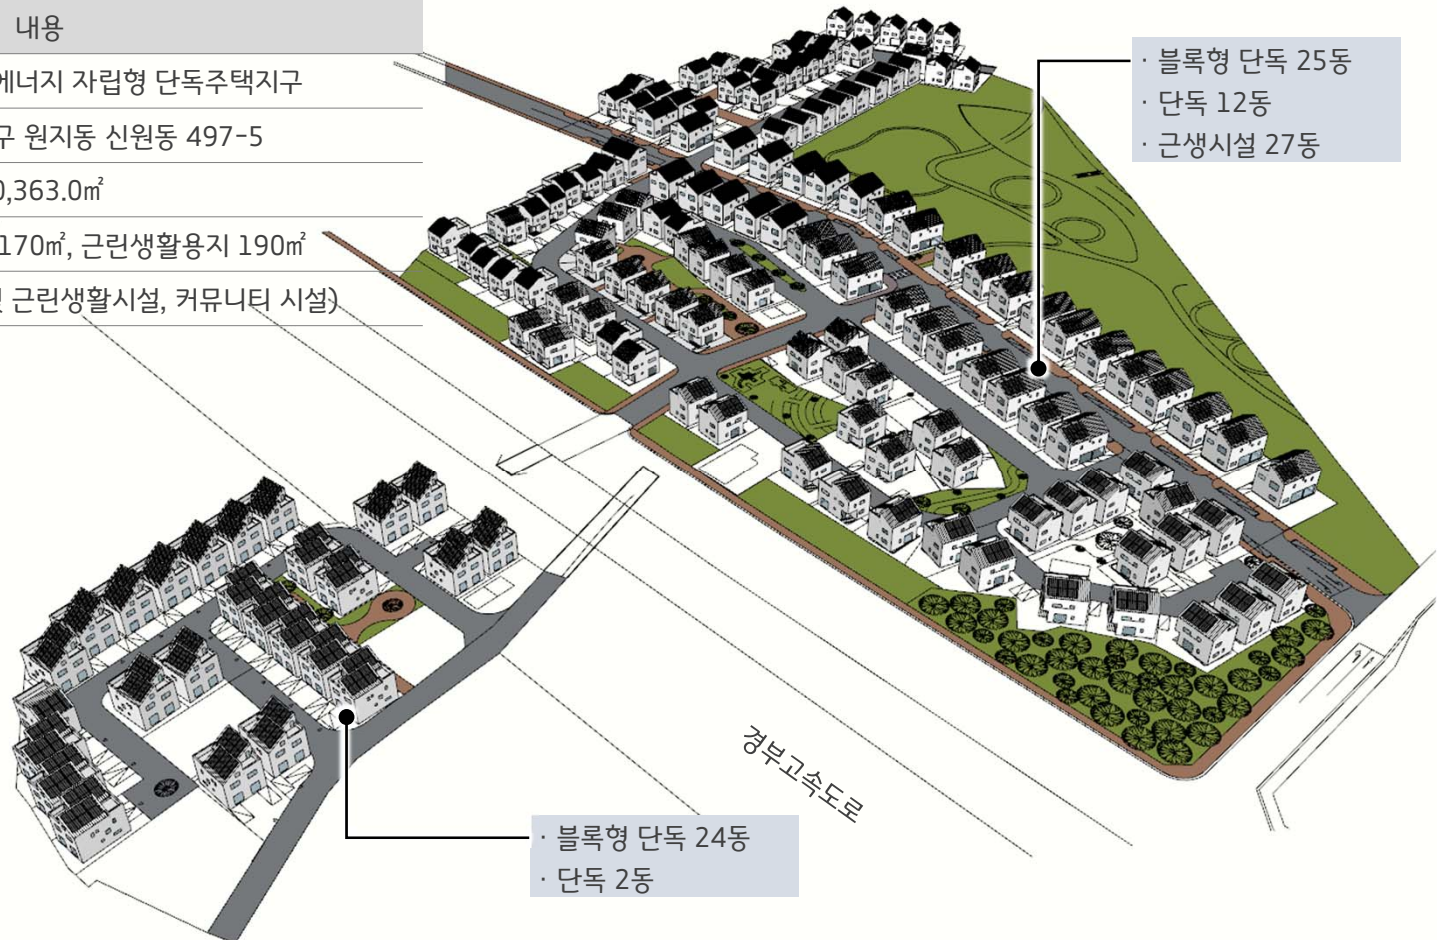 내용
에너지 자립형 단독주택지구
구 원지동 신원동 497-5
0,363.0㎡
170㎡, 근린생활용지 190㎡
근린생활시설, 커뮤니티 시설)
· 블록형 단독 25동
· 단독 12동
· 근생시설 27동
경부고속도로
· 블록형 단독 24동
· 단독 2동